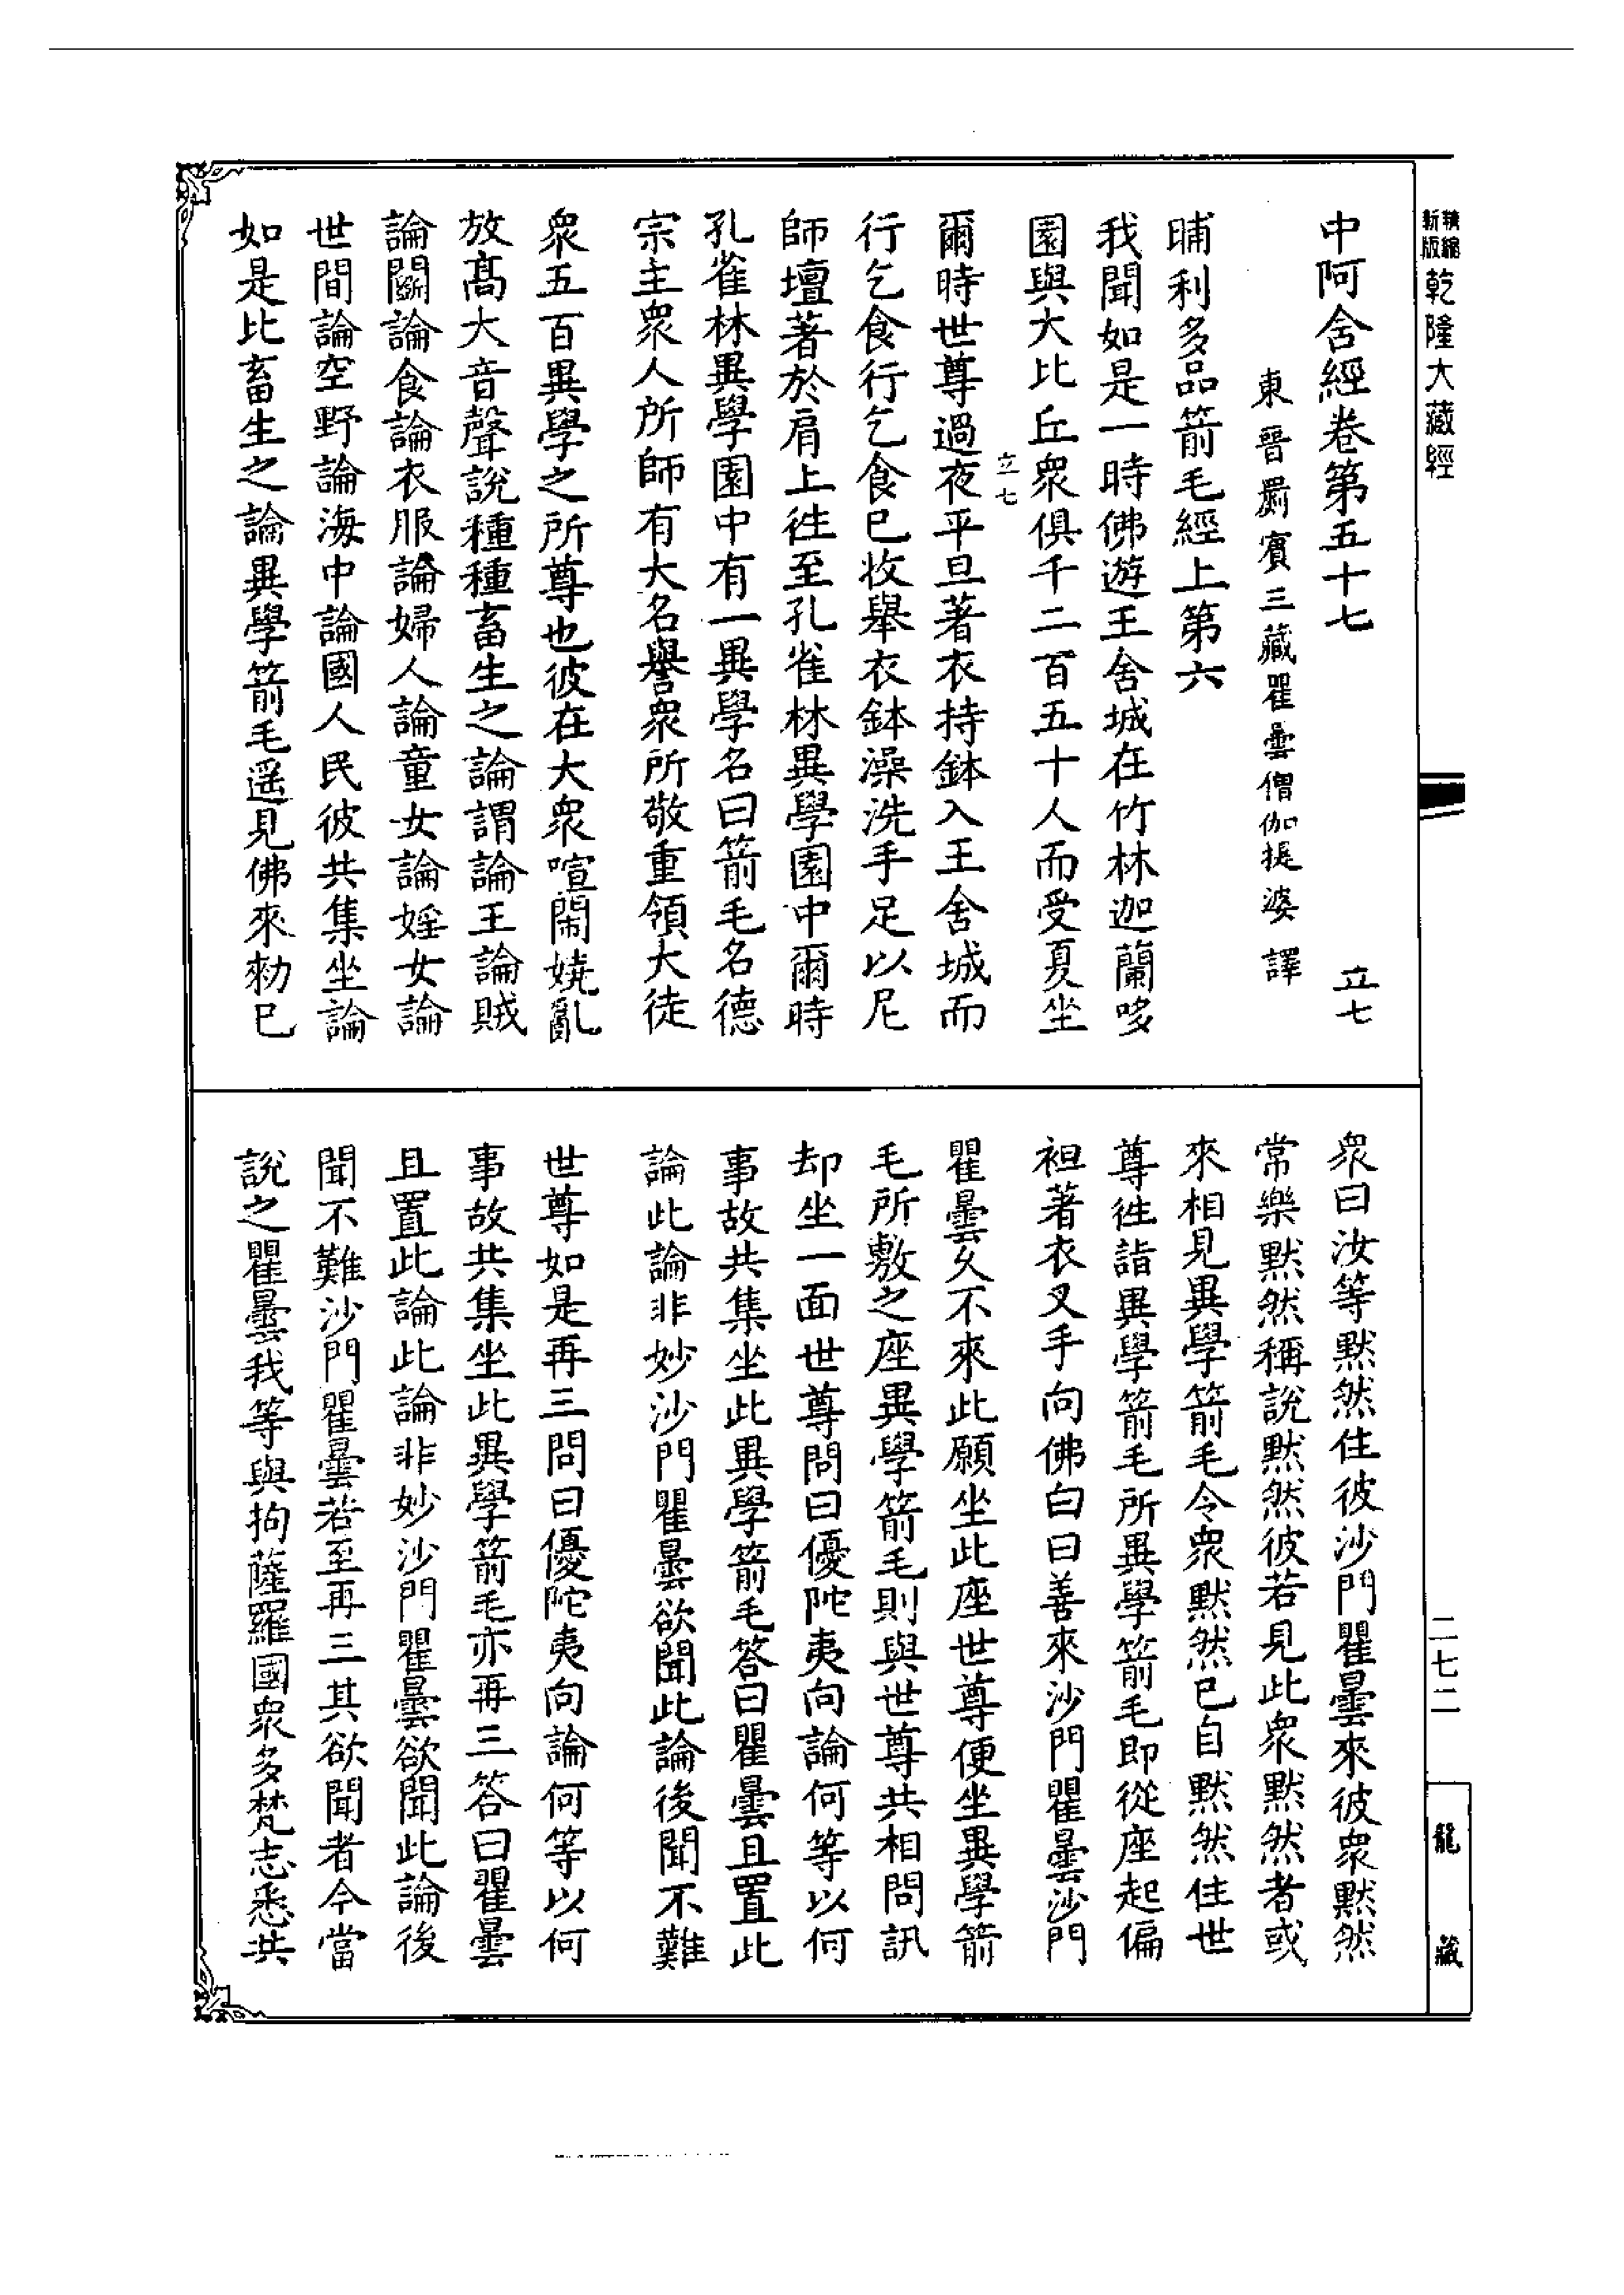 精縮新版乾隆大藏經
中阿含經卷第五十七 立七
東晉罽賓三藏瞿曇僧伽提婆譯
晡利多品箭毛經上第六
我聞如是一時佛遊王舍城在竹林迦蘭哆
園與大比丘衆俱千二百五十人而受夏坐
立七
爾時世尊過夜平旦著衣持鉢入王舍城而
行乞食行乞食已收舉衣鉢澡洗手足以尼
師壇著於肩上往至孔雀林異學園中爾時
孔雀林異學園中有一異學名曰箭毛名德
宗主衆人所師有大名譽衆所敬重領大徒
衆五百異學之所尊也彼在大衆喧閙嬈亂
放髙大音聲說種種畜生之論謂論王論賊
論鬬論食論衣服論婦人論童女論婬女論
世間論空野論海中論國人民彼共集坐論
如是比畜生之論異學箭毛遥見佛來勑已
衆曰汝等默然住彼沙門瞿曇來彼衆默然
常樂默然稱說默然彼若見此衆默然者或
來相見異學箭毛令衆默然已自默然住世
尊往詣異學箭毛所異學箭毛即從座起偏
袒著衣叉手向佛白曰善來沙門瞿曇沙門
瞿曇久不來此願坐此座世尊便坐異學箭
毛所敷之座異學箭毛則與世尊共相問訊
却坐一面世尊問曰優陀夷向論何等以何
事故共集坐此異學箭毛答曰瞿曇且置此
論此論非妙沙門瞿曇欲聞此論後聞不難
世尊如是再三問曰優陀夷向論何等以何
事故共集坐此異學箭毛亦再三答曰瞿曇
且置此論此論非妙沙門瞿曇欲聞此論後
聞不難沙門瞿曇若至再三其欲聞者今當
說之瞿曇我等與拘薩羅國衆多梵志悉共
二七二
龍藏